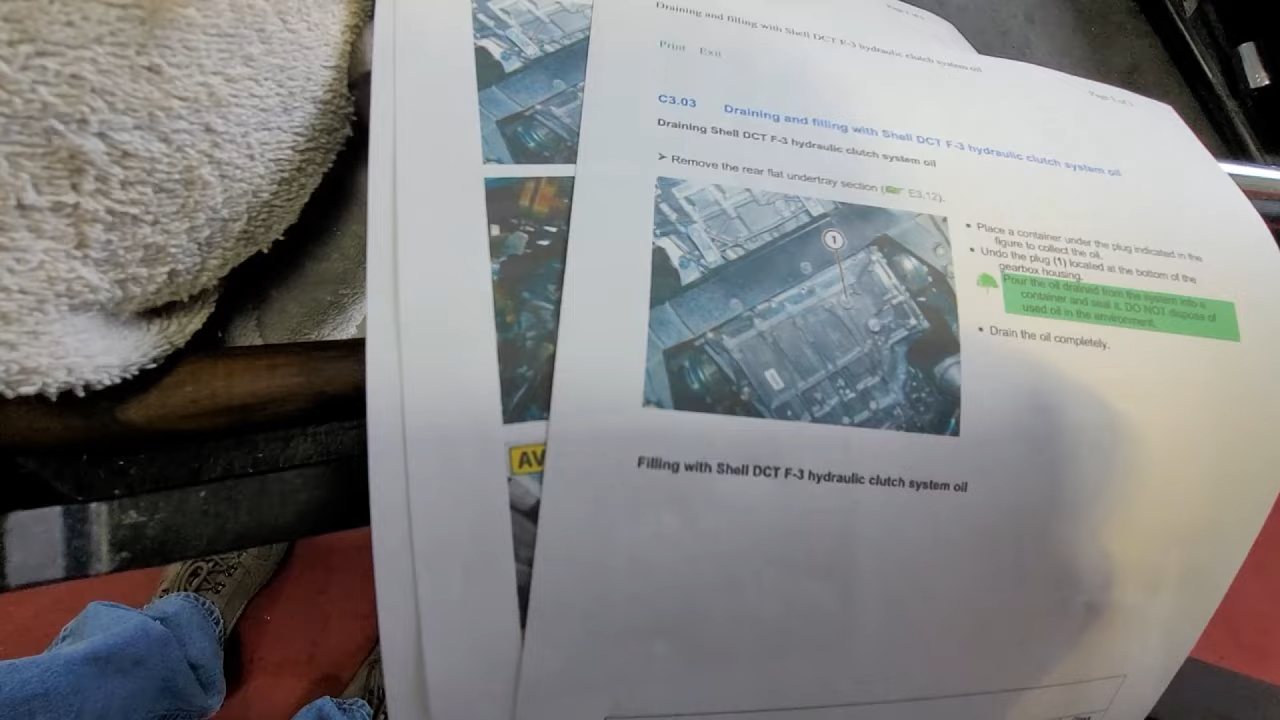 Draining and filling with Shell DCT F-3 hydraulic clutch system oil
Print Exit
Page 1 of 3
C3.03 Draining and filling with Shell DCT F-3 hydraulic clutch system oil
Draining Shell DCT F-3 hydraulic clutch system oil
➤ Remove the rear flat undertray section ( E3.12).
1
• Place a container under the plug indicated in the
figure to collect the oil.
• Undo the plug (1) located at the bottom of the
gearbox housing.
Pour the oil drained from the system into a
container and seal it. DO NOT dispose of
used oil in the environment.
• Drain the oil completely.
AV
Filling with Shell DCT F-3 hydraulic clutch system oil